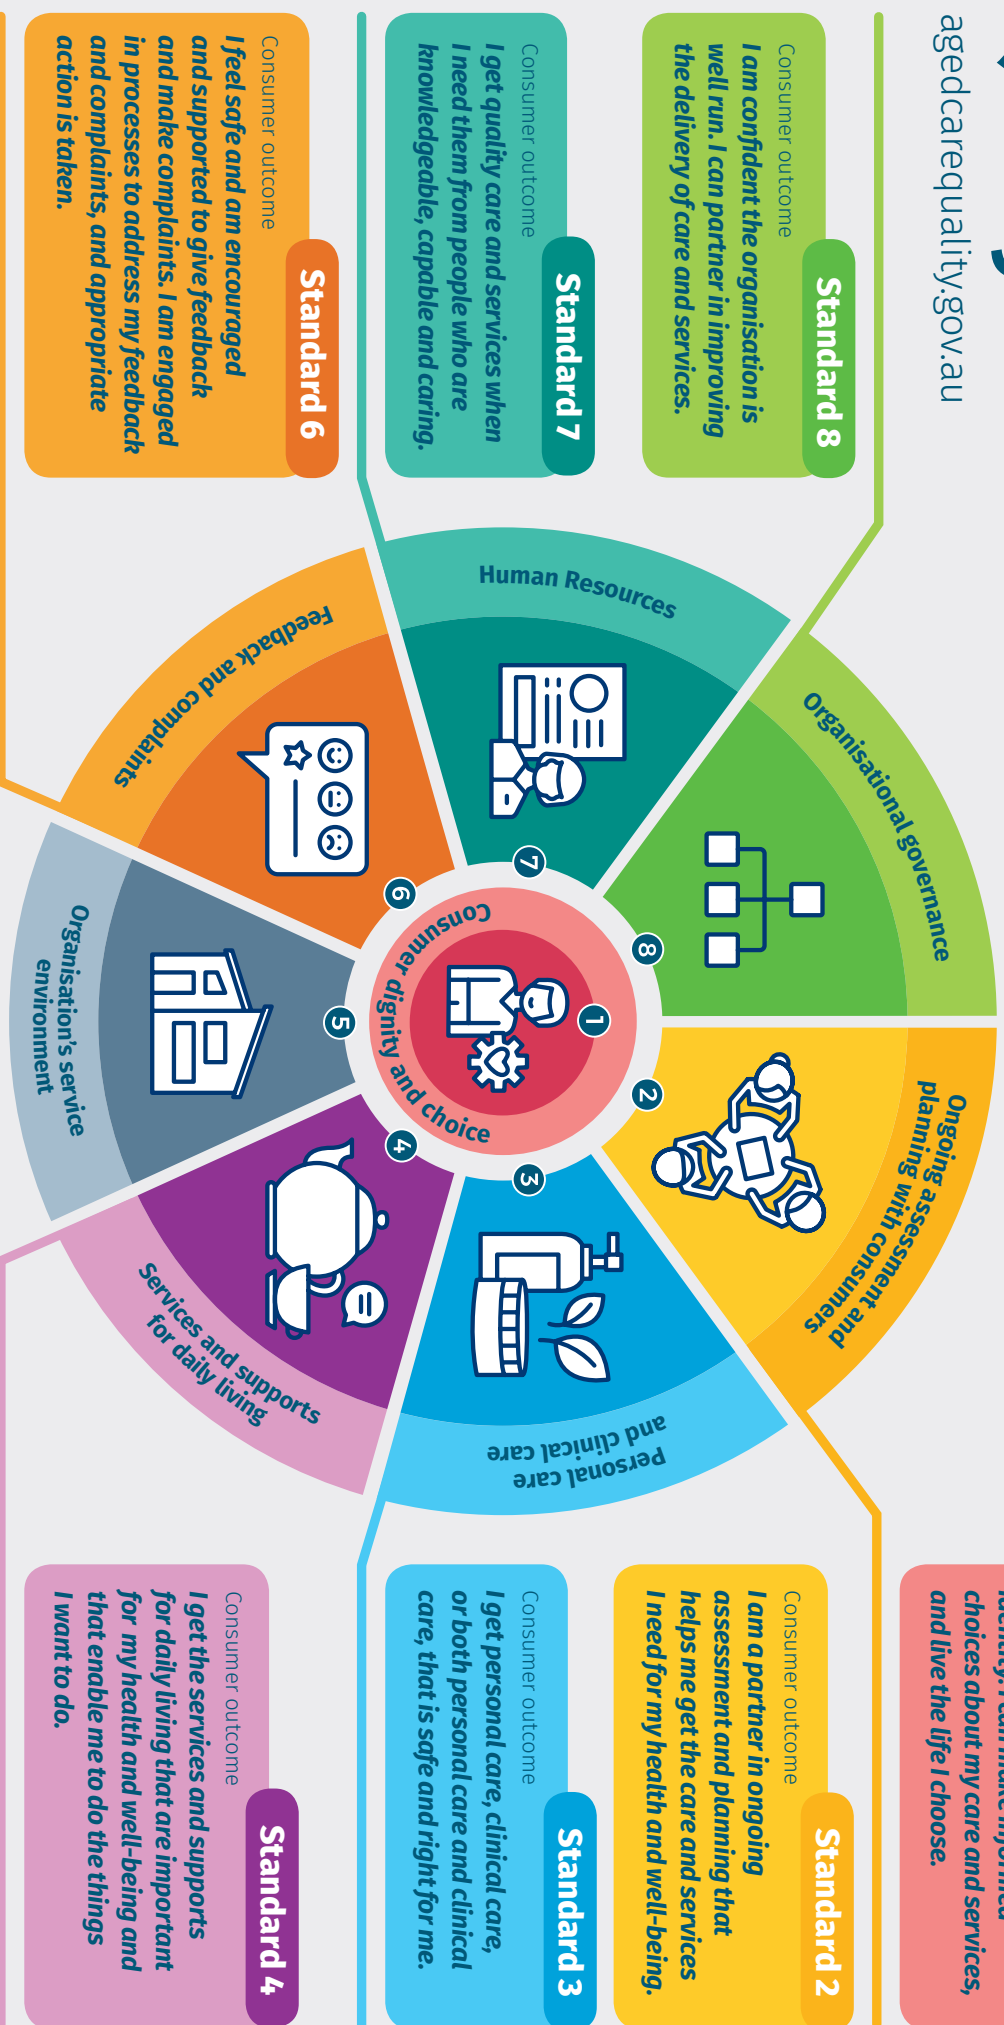 agedcarequality.gov.au
Consumer outcome
I am confident the organisation is
well run. I can partner in improving
the delivery of care and services.
Standard 8
Consumer outcome
I get quality care and services when
I need them from people who are
knowledgeable, capable and caring.
Standard 7
Consumer outcome
I feel safe and am encouraged
and supported to give feedback
and make complaints. I am engaged
in processes to address my feedback
and complaints, and appropriate
action is taken.
Standard 6
Organisational governance
Human Resources
Feedback and complaints
Organisation's service
environment
Services and supports
for daily living
Personal care
and clinical care
Ongoing assessment and
planning with consumers
Consumer dignity and choice
1
2
3
4
5
6
7
8
choices about my care and services,
and live the life I choose.
Consumer outcome
I am a partner in ongoing
assessment and planning that
helps me get the care and services
I need for my health and well-being.
Standard 2
Consumer outcome
I get personal care, clinical care,
or both personal care and clinical
care, that is safe and right for me.
Standard 3
Consumer outcome
I get the services and supports
for daily living that are important
for my health and well-being and
that enable me to do the things
I want to do.
Standard 4